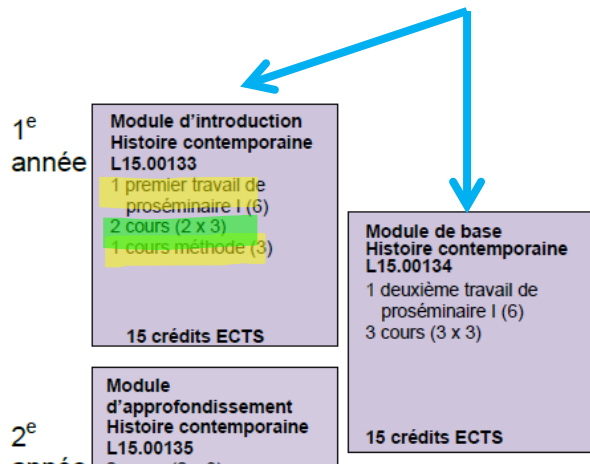 1e
année
Module d'introduction
Histoire contemporaine
L15.00133
1 premier travail de
proséminaire I (6)
2 cours (2 x 3)
1 cours méthode (3)
15 crédits ECTS
Module de base
Histoire contemporaine
L15.00134
1 deuxième travail de
proséminaire I (6)
3 cours (3 x 3)
15 crédits ECTS
2e
année
Module
d'approfondissement
Histoire contemporaine
L15.00135